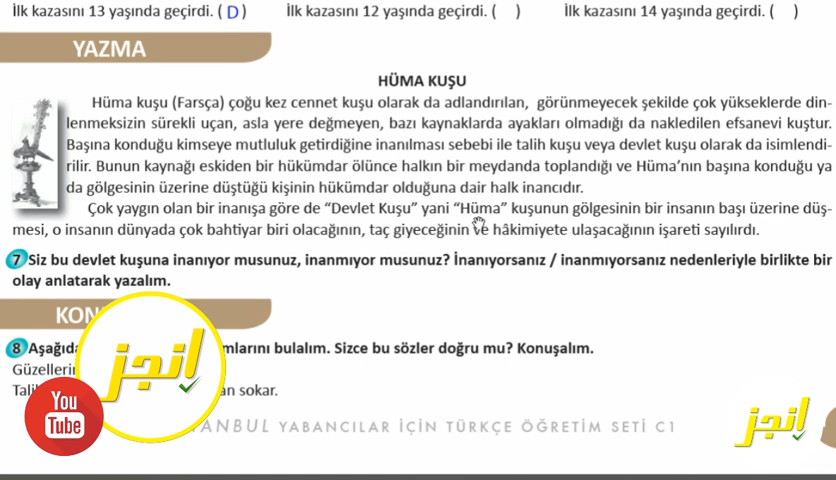 İlk kazasını 13 yaşında geçirdi. ( D ) İlk kazasını 12 yaşında geçirdi. ( ) İlk kazasını 14 yaşında geçirdi. ( )
YAZMA
HÜMA KUŞU
Hüma kuşu (Farsça) çoğu kez cennet kuşu olarak da adlandırılan, görünmeyecek şekilde çok yükseklerde din-
lenmeksizin sürekli uçan, asla yere değmeyen, bazı kaynaklarda ayakları olmadığı da nakledilen efsanevi kuştur.
Başına konduğu kimseye mutluluk getirdiğine inanılması sebebi ile talih kuşu veya devlet kuşu olarak da isimlendi-
rilir. Bunun kaynağı eskiden bir hükümdar ölünce halkın bir meydanda toplandığı ve Hüma’nın başına konduğu ya
da gölgesinin üzerine düştüğü kişinin hükümdar olduğuna dair halk inancıdır.
Çok yaygın olan bir inanışa göre de “Devlet Kuşu” yani “Hüma” kuşunun gölgesinin bir insanın başı üzerine düş-
mesi, o insanın dünyada çok bahtiyar biri olacağının, taç giyeceğinin ve hâkimiyete ulaşacağının işareti sayılırdı.
7 Siz bu devlet kuşuna inanıyor musunuz, inanmıyor musunuz? İnanıyorsanız / inanmıyorsanız nedenleriyle birlikte bir
olay anlatarak yazalım.
KON
8 Aşağıda mlarını bulalım. Sizce bu sözler doğru mu? Konuşalım.
Güzelleri
Tali an sokar.
انجز
You
Tube
ANBUL YABANCILAR İÇİN TÜRKÇE ÖĞRETİM SETİ C1
انجز